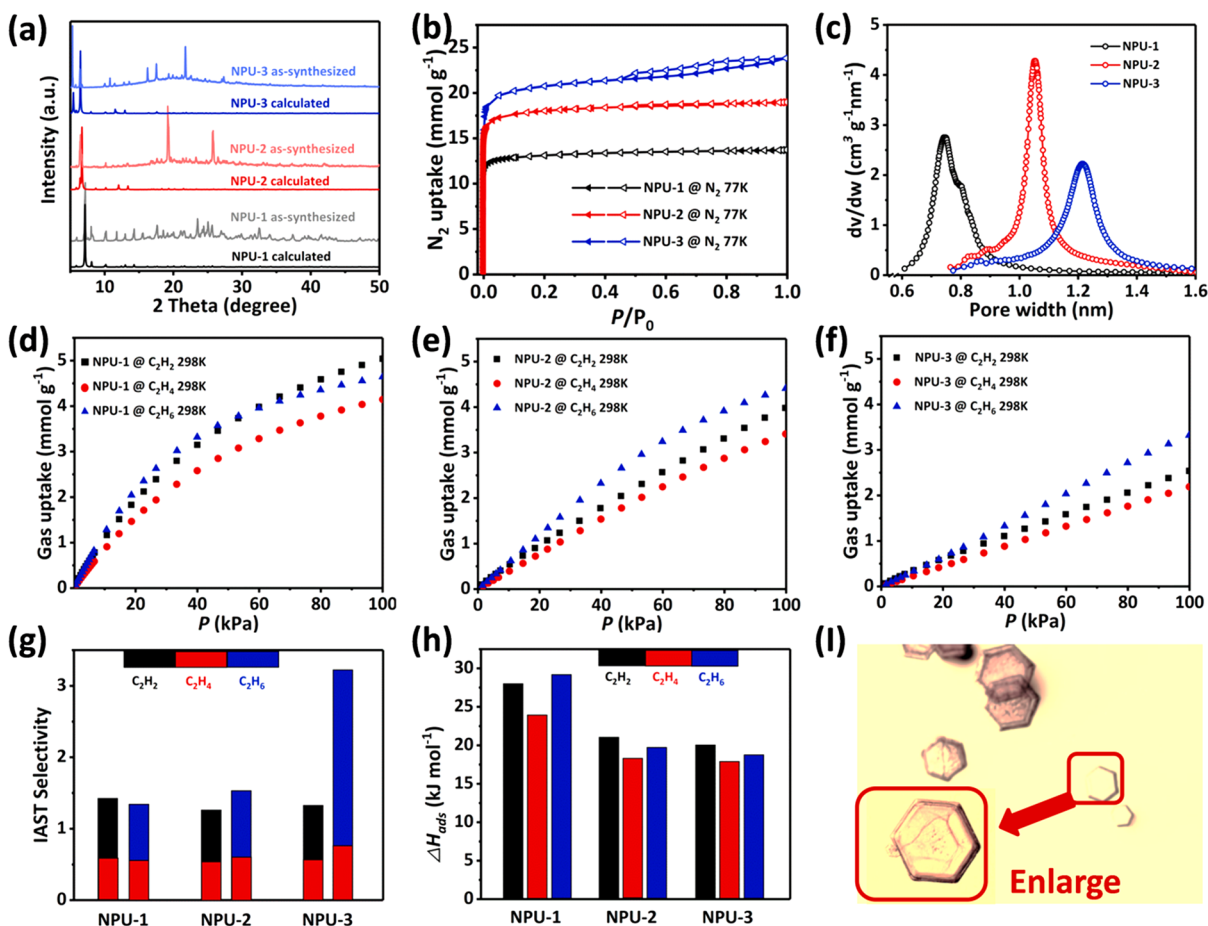 (a)
Intensity (a.u.)
NPU-3 as-synthesized
NPU-3 calculated
NPU-2 as-synthesized
NPU-2 calculated
NPU-1 as-synthesized
NPU-1 calculated
10 20 30 40 50
2 Theta (degree)
(b)
N₂ uptake (mmol g⁻¹)
25
20
15
10
5
0
NPU-1 @ N₂ 77K
NPU-2 @ N₂ 77K
NPU-3 @ N₂ 77K
0.0 0.2 0.4 0.6 0.8 1.0
P/P₀
(c)
dv/dw (cm³ g⁻¹nm⁻¹)
5
4
3
2
1
0
NPU-1
NPU-2
NPU-3
0.6 0.8 1.0 1.2 1.4 1.6
Pore width (nm)
(d)
Gas uptake (mmol g⁻¹)
5
4
3
2
1
0
NPU-1 @ C₂H₂ 298K
NPU-1 @ C₂H₄ 298K
NPU-1 @ C₂H₆ 298K
20 40 60 80 100
P (kPa)
(e)
Gas uptake (mmol g⁻¹)
5
4
3
2
1
0
NPU-2 @ C₂H₂ 298K
NPU-2 @ C₂H₄ 298K
NPU-2 @ C₂H₆ 298K
0 20 40 60 80 100
P (kPa)
(f)
Gas uptake (mmol g⁻¹)
5
4
3
2
1
0
NPU-3 @ C₂H₂ 298K
NPU-3 @ C₂H₄ 298K
NPU-3 @ C₂H₆ 298K
0 20 40 60 80 100
P (kPa)
(g)
IAST Selectivity
3
2
1
0
C₂H₂ C₂H₄ C₂H₆
NPU-1 NPU-2 NPU-3
(h)
ΔHads (kJ mol⁻¹)
30
25
20
15
10
5
0
C₂H₂ C₂H₄ C₂H₆
NPU-1 NPU-2 NPU-3
(I)
Enlarge